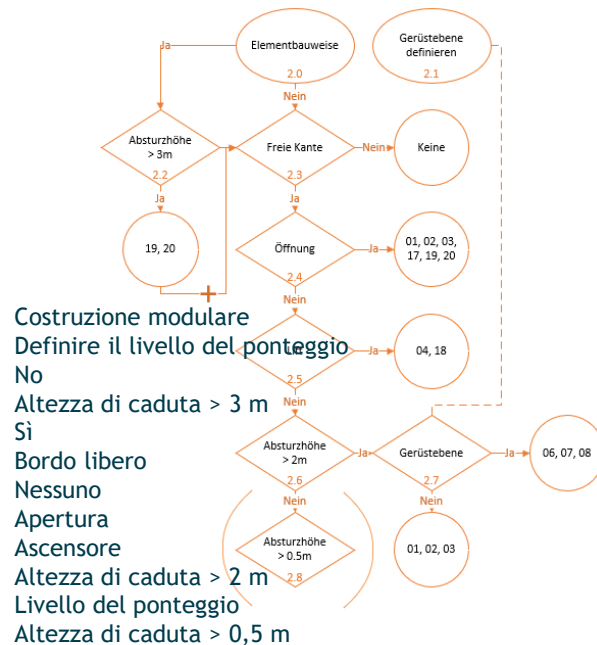 Elementbauweise
2.0
Gerüstebene
definieren
2.1
Ja
Nein
Absturzhöhe
> 3m
2.2
Freie Kante
2.3
Nein
Keine
Ja
Ja
19, 20
Öffnung
2.4
Ja
01, 02, 03,
17, 19, 20
Nein
2.5
Ja
04, 18
Nein
Absturzhöhe
> 2m
2.6
Ja
Gerüstebene
2.7
Ja
06, 07, 08
Nein
Nein
Absturzhöhe
> 0.5m
2.8
01, 02, 03
Costruzione modulare
Definire il livello del ponteggio
No
Altezza di caduta > 3 m
Sì
Bordo libero
Nessuno
Apertura
Ascensore
Altezza di caduta > 2 m
Livello del ponteggio
Altezza di caduta > 0,5 m